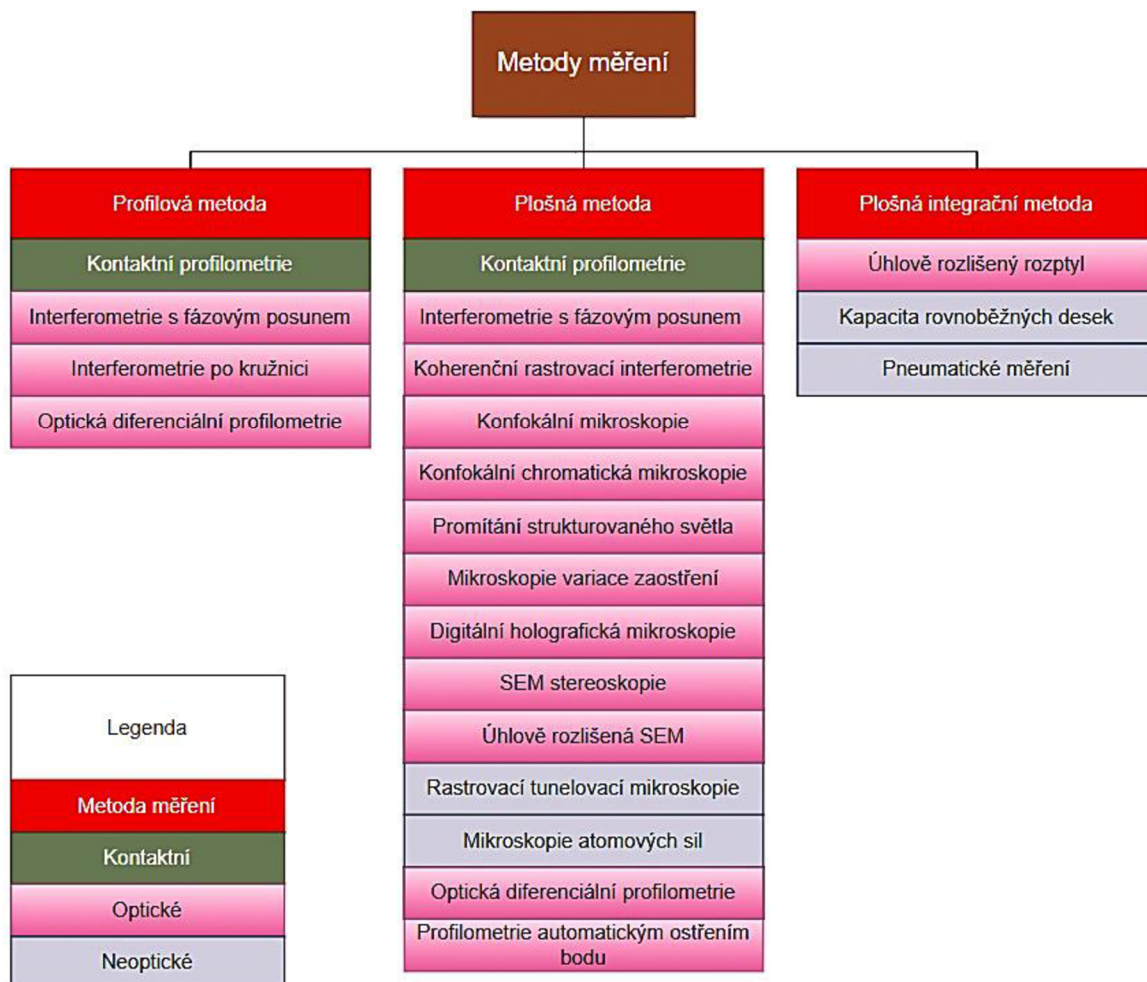 Metody měření
Profilová metoda
Kontaktní profilometrie
Interferometrie s fázovým posunem
Interferometrie po kružnici
Optická diferenciální profilometrie
Plošná metoda
Kontaktní profilometrie
Interferometrie s fázovým posunem
Koherenční rastrovací interferometrie
Konfokální mikroskopie
Konfokální chromatická mikroskopie
Promítání strukturovaného světla
Mikroskopie variace zaostření
Digitální holografická mikroskopie
SEM stereoskopie
Úhlově rozlišená SEM
Rastrovací tunelovací mikroskopie
Mikroskopie atomových sil
Optická diferenciální profilometrie
Profilometrie automatickým ostřením
bodu
Plošná integrační metoda
Úhlově rozlišený rozptyl
Kapacita rovnoběžných desek
Pneumatické měření
Legenda
Metoda měření
Kontaktní
Optické
Neoptické